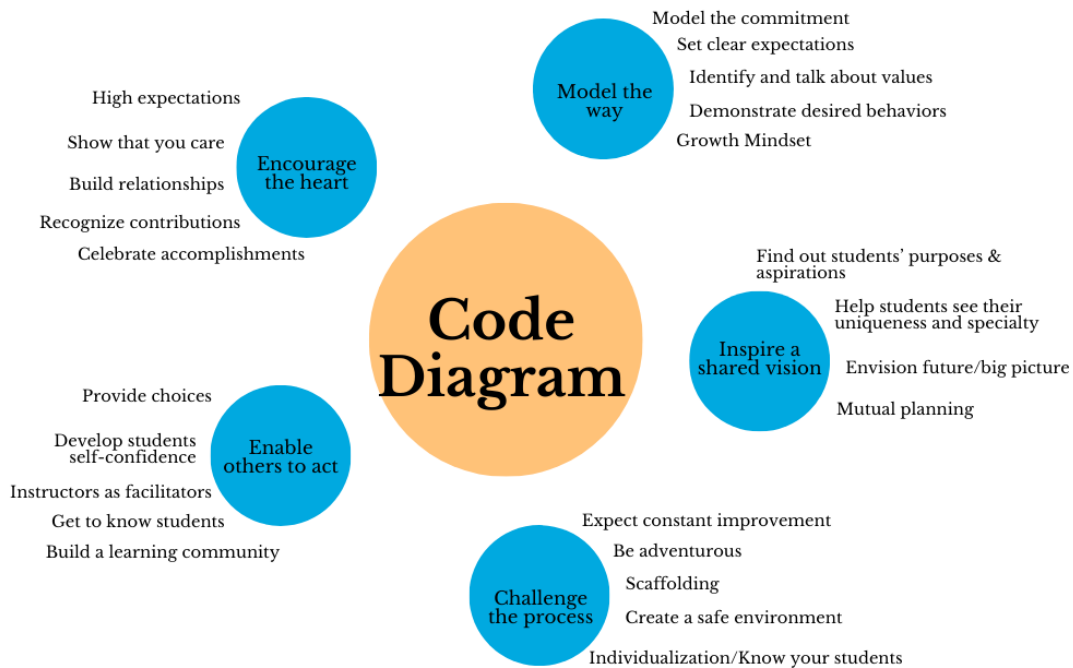 Code
Diagram
Model the
way
Model the commitment
Set clear expectations
Identify and talk about values
Demonstrate desired behaviors
Growth Mindset
Inspire a
shared vision
Find out students’ purposes &
aspirations
Help students see their
uniqueness and specialty
Envision future/big picture
Mutual planning
Challenge
the process
Expect constant improvement
Be adventurous
Scaffolding
Create a safe environment
Individualization/Know your students
Enable
others to act
Provide choices
Develop students
self-confidence
Instructors as facilitators
Get to know students
Build a learning community
Encourage
the heart
High expectations
Show that you care
Build relationships
Recognize contributions
Celebrate accomplishments